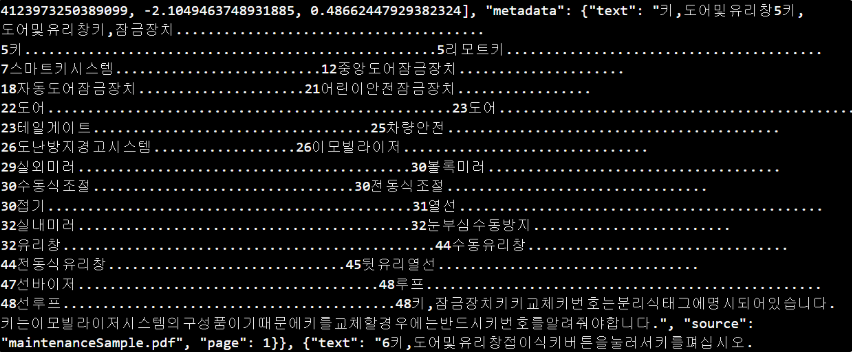 4123973250389099, -2.1049463748931885, 0.48662447929382324], "metadata": {"text": "키,도어및유리창5키,
도어및유리창키,잠금장치........................................
5키......................................................5리모트키........................................
7스마트키시스템...........................12중앙도어잠금장치......................
18자동도어잠금장치......................21어린이안전잠금장치..................
22도어......................................................23도어..................................................
23테일게이트....................................25차량안전...........................................
26도난방지경고시스템...................26이모빌라이저................................
29실외미러.............................................30볼록미러........................................
30수동식조절....................................30전동식조절..................................
30접기..................................................31열선..................................................
32실내미러.............................................32눈부심수동방지..........................
32유리창..................................................44수동유리창..................................
44전동식유리창................................45뒷유리열선..................................
47선바이저.........................................48루프..................................................
48선루프.............................................48키,잠금장치키키교체키번호는분리식태그에명시되어있습니다.
키는이모빌라이저시스템의구성품이기때문에키를교체할경우에는반드시키번호를알려줘야합니다.", "source":
"maintenanceSample.pdf", "page": 1}}, {"text": "6키,도어및유리창접이식키버튼을눌러서키를펴십시오.